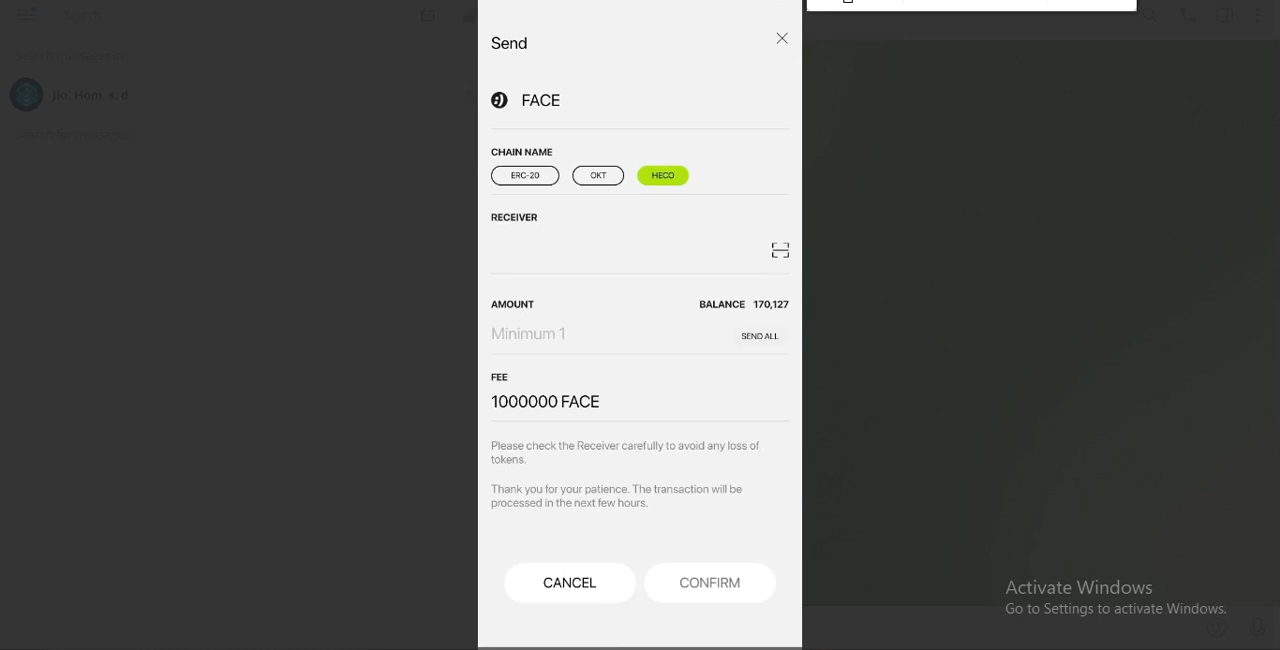 Search
Send
FACE
CHAIN NAME
ERC-20 OKT HECO
RECEIVER
AMOUNT BALANCE 170,127
Minimum 1 SEND ALL
FEE
1000000 FACE
Please check the Receiver carefully to avoid any loss of
tokens.
Thank you for your patience. The transaction will be
processed in the next few hours.
CANCEL CONFIRM
Activate Windows
Go to Settings to activate Windows.